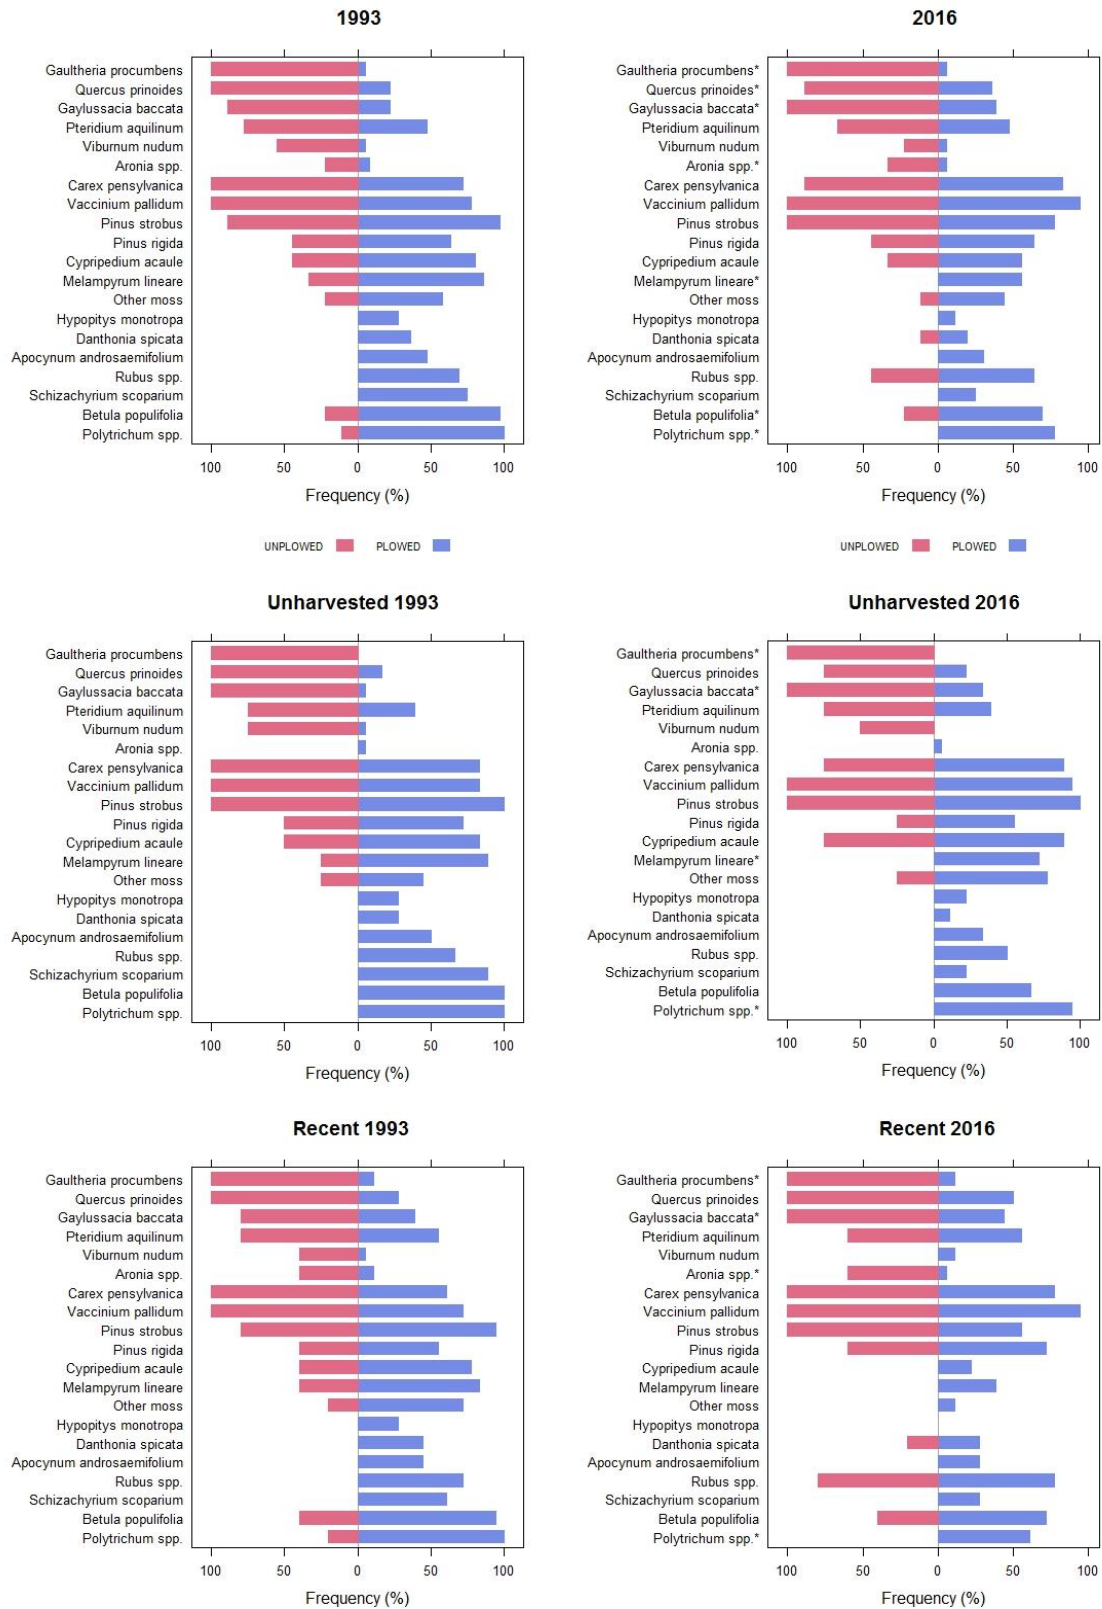 1993
Gaultheria procumbens
Quercus prinoides
Gaylussacia baccata
Pteridium aquilinum
Viburnum nudum
Aronia spp.
Carex pensylvanica
Vaccinium pallidum
Pinus strobus
Pinus rigida
Cypripedium acaule
Melampyrum lineare
Other moss
Hypopitys monotropa
Danthonia spicata
Apocynum androsaemifolium
Rubus spp.
Schizachyrium scoparium
Betula populifolia
Polytrichum spp.
100 50 0 50 100
Frequency (%)
UNPLOWED PLOWED
2016
Gaultheria procumbens*
Quercus prinoides*
Gaylussacia baccata*
Pteridium aquilinum
Viburnum nudum
Aronia spp.*
Carex pensylvanica
Vaccinium pallidum
Pinus strobus
Pinus rigida
Cypripedium acaule
Melampyrum lineare*
Other moss
Hypopitys monotropa
Danthonia spicata
Apocynum androsaemifolium
Rubus spp.
Schizachyrium scoparium
Betula populifolia*
Polytrichum spp.*
100 50 0 50 100
Frequency (%)
UNPLOWED PLOWED
Unharvested 1993
Gaultheria procumbens
Quercus prinoides
Gaylussacia baccata
Pteridium aquilinum
Viburnum nudum
Aronia spp.
Carex pensylvanica
Vaccinium pallidum
Pinus strobus
Pinus rigida
Cypripedium acaule
Melampyrum lineare
Other moss
Hypopitys monotropa
Danthonia spicata
Apocynum androsaemifolium
Rubus spp.
Schizachyrium scoparium
Betula populifolia
Polytrichum spp.
100 50 0 50 100
Frequency (%)
Unharvested 2016
Gaultheria procumbens*
Quercus prinoides
Gaylussacia baccata*
Pteridium aquilinum
Viburnum nudum
Aronia spp.
Carex pensylvanica
Vaccinium pallidum
Pinus strobus
Pinus rigida
Cypripedium acaule
Melampyrum lineare*
Other moss
Hypopitys monotropa
Danthonia spicata
Apocynum androsaemifolium
Rubus spp.
Schizachyrium scoparium
Betula populifolia
Polytrichum spp.*
100 50 0 50 100
Frequency (%)
Recent 1993
Gaultheria procumbens
Quercus prinoides
Gaylussacia baccata
Pteridium aquilinum
Viburnum nudum
Aronia spp.
Carex pensylvanica
Vaccinium pallidum
Pinus strobus
Pinus rigida
Cypripedium acaule
Melampyrum lineare
Other moss
Hypopitys monotropa
Danthonia spicata
Apocynum androsaemifolium
Rubus spp.
Schizachyrium scoparium
Betula populifolia
Polytrichum spp.
100 50 0 50 100
Frequency (%)
Recent 2016
Gaultheria procumbens*
Quercus prinoides
Gaylussacia baccata*
Pteridium aquilinum
Viburnum nudum
Aronia spp.*
Carex pensylvanica
Vaccinium pallidum
Pinus strobus
Pinus rigida
Cypripedium acaule
Melampyrum lineare
Other moss
Hypopitys monotropa
Danthonia spicata
Apocynum androsaemifolium
Rubus spp.
Schizachyrium scoparium
Betula populifolia
Polytrichum spp.*
100 50 0 50 100
Frequency (%)